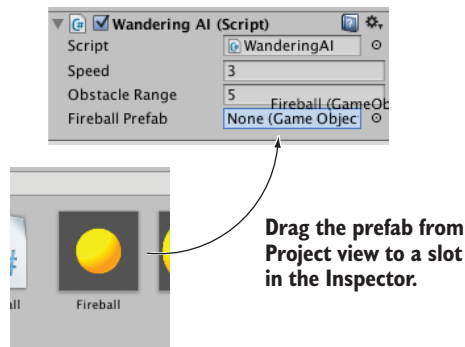 Wandering AI (Script)
Script WanderingAI
Speed 3
Obstacle Range 5
Fireball (GameOb
Fireball Prefab None (Game Objec
Drag the prefab from
Project view to a slot
in the Inspector.
all Fireball